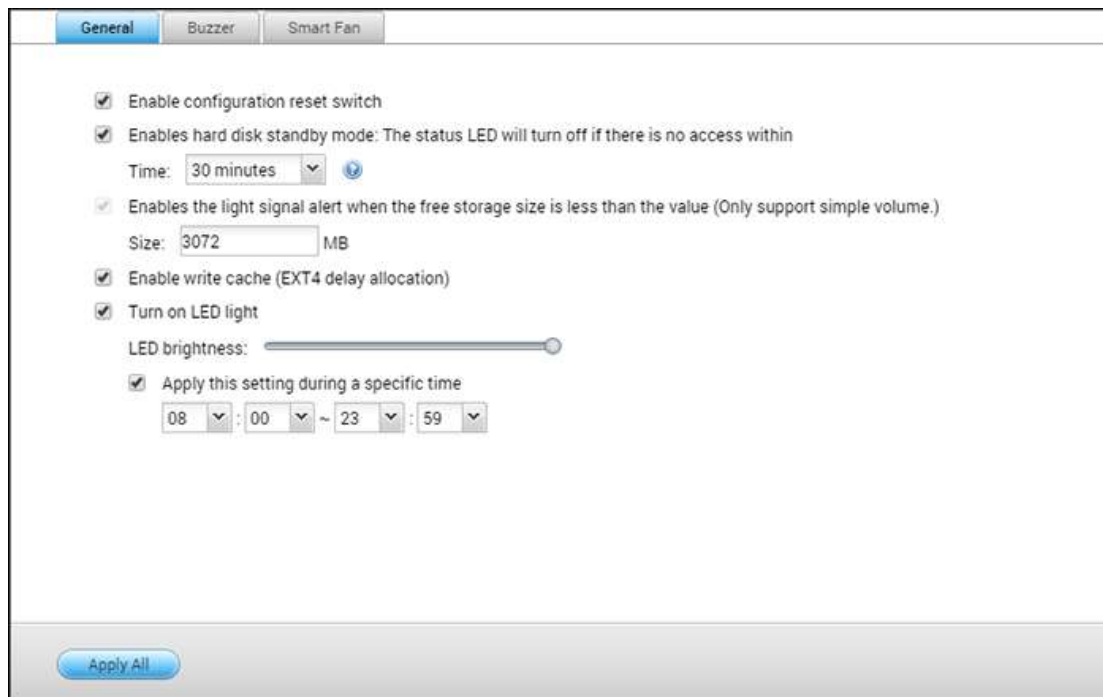 General Buzzer Smart Fan
Enable configuration reset switch
Enables hard disk standby mode: The status LED will turn off if there is no access within
Time: 30 minutes
Enables the light signal alert when the free storage size is less than the value (Only support simple volume.)
Size: 3072 MB
Enable write cache (EXT4 delay allocation)
Turn on LED light
LED brightness:
Apply this setting during a specific time
08 : 00 ~ 23 : 59
Apply All